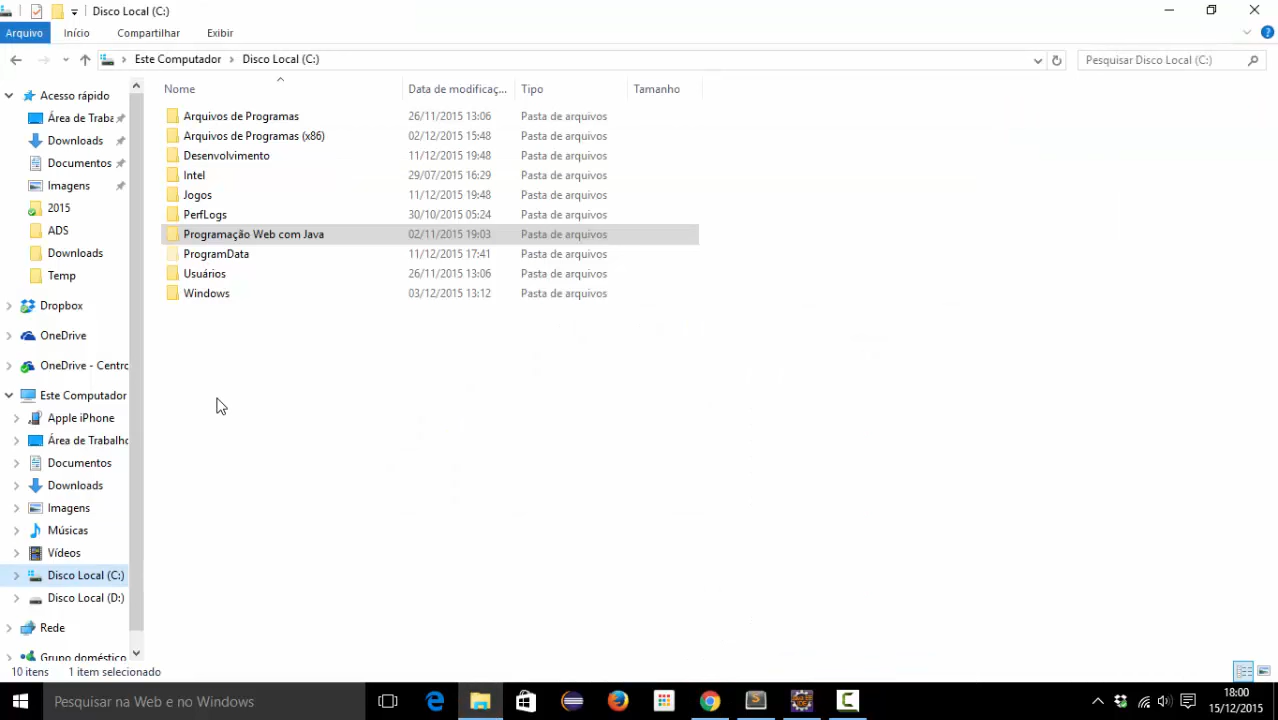 Disco Local (C:)
Arquivo Início Compartilhar Exibir
Este Computador Disco Local (C:) Pesquisar Disco Local (C:)
Nome Data de modificaç... Tipo Tamanho
Arquivos de Programas 26/11/2015 13:06 Pasta de arquivos
Arquivos de Programas (x86) 02/12/2015 15:48 Pasta de arquivos
Desenvolvimento 11/12/2015 19:48 Pasta de arquivos
Intel 29/07/2015 16:29 Pasta de arquivos
Jogos 11/12/2015 19:48 Pasta de arquivos
PerfLogs 30/10/2015 05:24 Pasta de arquivos
Programação Web com Java 02/11/2015 19:03 Pasta de arquivos
ProgramData 11/12/2015 17:41 Pasta de arquivos
Usuários 26/11/2015 13:06 Pasta de arquivos
Windows 03/12/2015 13:12 Pasta de arquivos
Acesso rápido
Área de Traba
Downloads
Documentos
Imagens
2015
ADS
Downloads
Temp
Dropbox
OneDrive
OneDrive - Centro
Este Computador
Apple iPhone
Área de Trabalho
Documentos
Downloads
Imagens
Músicas
Vídeos
Disco Local (C:)
Disco Local (D:)
Rede
Grupo doméstico
10 itens 1 item selecionado
Pesquisar na Web e no Windows
18:00
15/12/2015